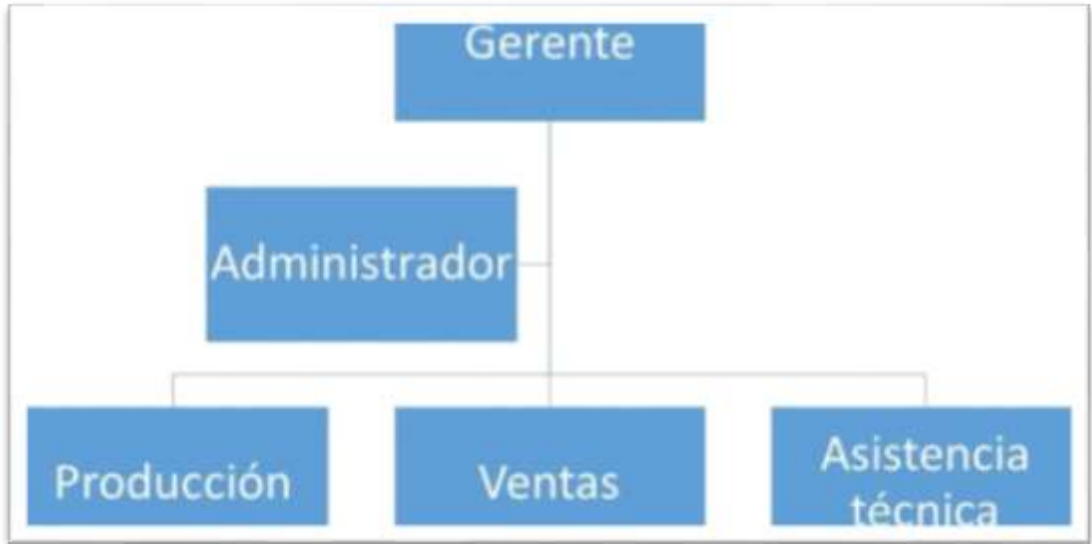 Gerente
Administrador
Producción
Ventas
Asistencia
técnica